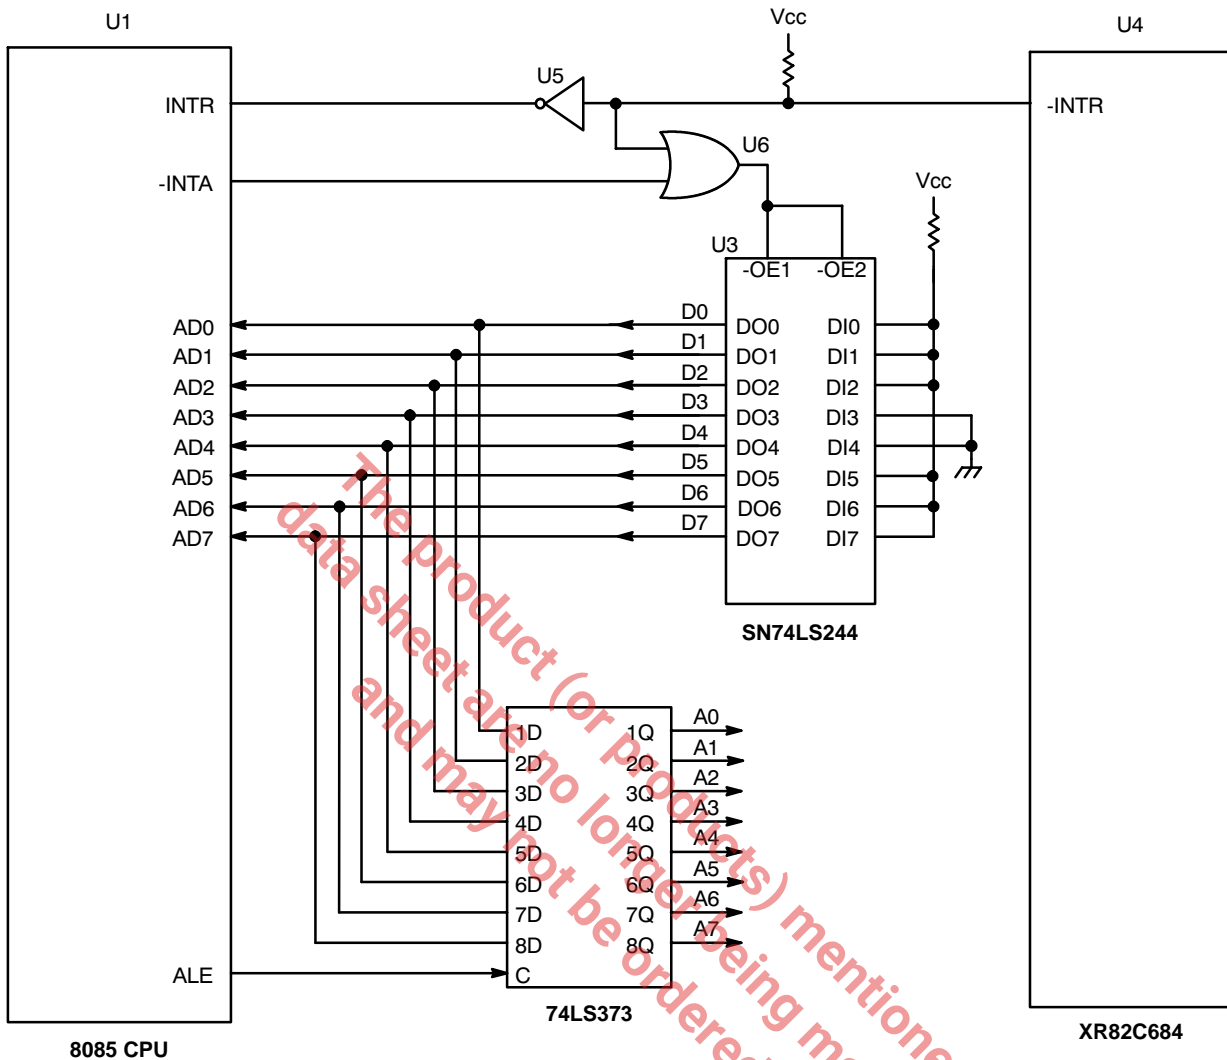 U1
Vcc
U4
INTR
U5
-INTR
U6
-INTA
Vcc
U3
-OE1 -OE2
AD0 D0 DO0 DI0
AD1 D1 DO1 DI1
AD2 D2 DO2 DI2
AD3 D3 DO3 DI3
AD4 D4 DO4 DI4
AD5 D5 DO5 DI5
AD6 D6 DO6 DI6
AD7 D7 DO7 DI7
SN74LS244
1D 1Q A0
2D 2Q A1
3D 3Q A2
4D 4Q A3
5D 5Q A4
6D 6Q A5
7D 7Q A6
8D 8Q A7
ALE C
74LS373
8085 CPU
XR82C684
The product (or products) mentione
data sheet are no longer being m
and may not be ordered